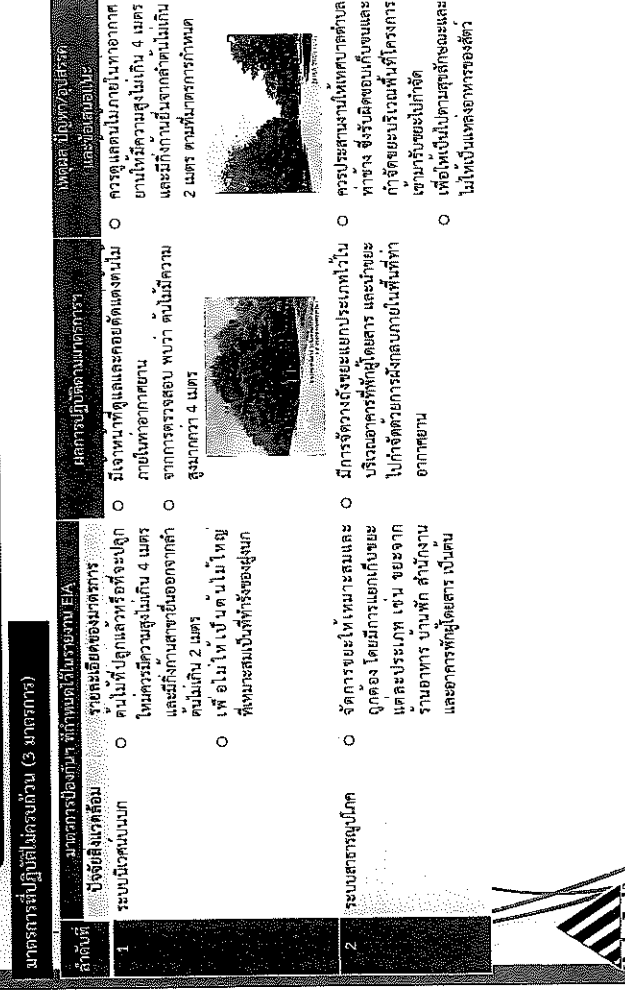 มาตรการที่ปฏิบัติไม่ครบถ้วน (3 มาตรการ)
ลำดับที่
มาตรการป้องกันฯ ที่กำหนดไว้ในรายงาน EIA
ปัจจัยสิ่งแวดล้อม
รายละเอียดของมาตรการ
ผลการปฏิบัติตามมาตรการฯ
เหตุผล ปัญหา/อุปสรรค
และข้อเสนอแนะ
1
ระบบนิเวศน์บนบก
○ ต้นไม้ที่ปลูกแล้วหรือที่จะปลูก
ใหม่ควรมีความสูงไม่เกิน 4 เมตร
และมีกิ่งก้านสาขายื่นออกจากลำ
ต้นไม่เกิน 2 เมตร
○ เพื่อไม่ให้เป็นต้นไม้ใหญ่
ที่เหมาะสมเป็นที่ทำรังของฝูงนก
○ มีเจ้าหน้าที่ดูแลและคอยตัดแต่งต้นไม้
ภายในท่าอากาศยาน
○ จากการตรวจสอบ พบว่า ต้นไม้มีความ
สูงมากกว่า 4 เมตร
○ ควรดูแลต้นไม้ภายในท่าอากาศ
ยานให้มีความสูงไม่เกิน 4 เมตร
และมีกิ่งก้านยื่นจากลำต้นไม่เกิน
2 เมตร ตามที่มาตรการกำหนด
2
ระบบสาธารณูปโภค
○ จัดการขยะให้เหมาะสมและ
ถูกต้อง โดยมีการแยกเก็บขยะ
แต่ละประเภท เช่น ขยะจาก
ร้านอาหาร บ้านพัก สำนักงาน
และอาคารพักผู้โดยสาร เป็นต้น
○ มีการจัดวางถังขยะแยกประเภทไว้ใน
บริเวณอาคารที่พักผู้โดยสาร และนำขยะ
ไปกำจัดด้วยการฝังกลบภายในพื้นที่ท่า
อากาศยาน
○ ควรประสานงานให้เทศบาลตำบล
ท่าช้าง ซึ่งรับผิดชอบเก็บขนและ
กำจัดขยะบริเวณพื้นที่โครงการ
เข้ามารับขยะไปกำจัด
○ เพื่อให้เป็นไปตามสุขลักษณะและ
ไม่ให้เป็นแหล่งอาหารของสัตว์